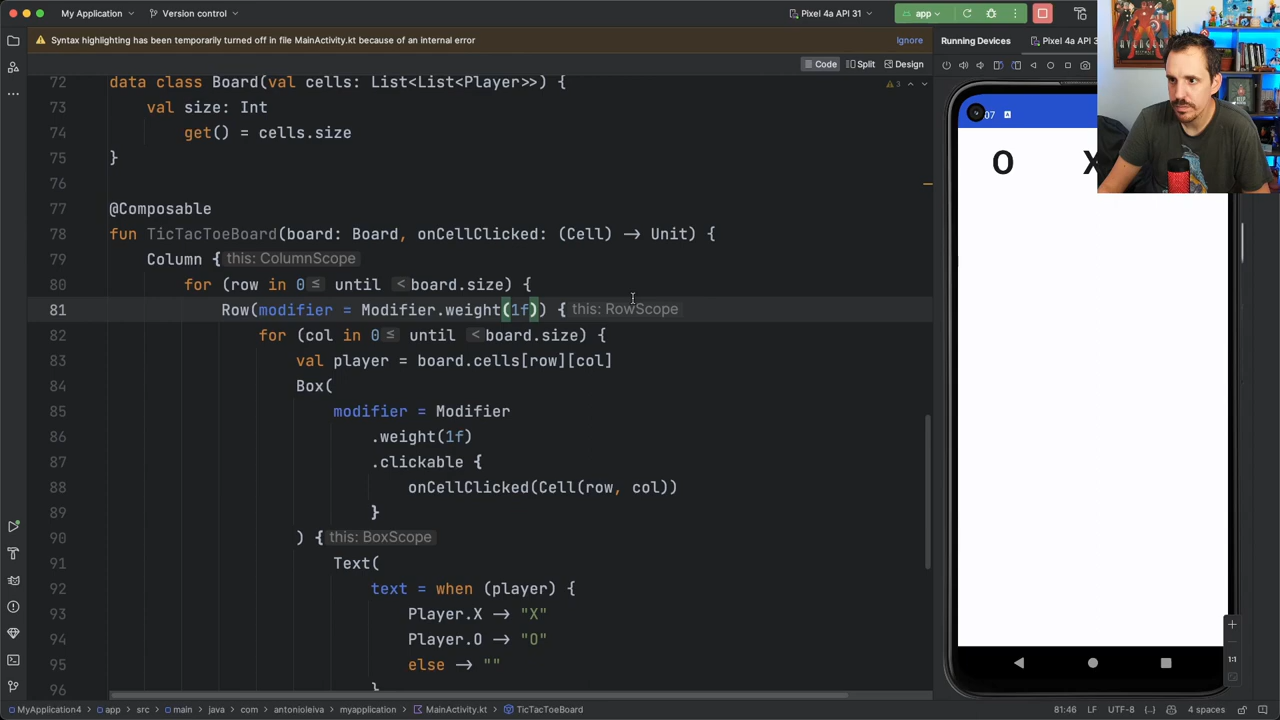 My Application
Version control
Pixel 4a API 31
app
Syntax highlighting has been temporarily turned off in file MainActivity.kt because of an internal error
Ignore
Running Devices
Pixel 4a API 3
Code
Split
Design
72 data class Board(val cells: List<List<Player>>) {
3
73 val size: Int
74 get() = cells.size
75 }
76
77 @Composable
78 fun TicTacToeBoard(board: Board, onCellClicked: (Cell) -> Unit) {
79 Column { this: ColumnScope
80 for (row in 0 ≤ until < board.size) {
81 Row(modifier = Modifier.weight(1f)) { this: RowScope
82 for (col in 0 ≤ until < board.size) {
83 val player = board.cells[row][col]
84 Box(
85 modifier = Modifier
86 .weight(1f)
87 .clickable {
88 onCellClicked(Cell(row, col))
89 }
90 ) { this: BoxScope
91 Text(
92 text = when (player) {
93 Player.X -> "X"
94 Player.O -> "O"
95 else -> ""
96 }
07
O X
1:1
MyApplication4 > app > src > main > java > com > antonioleiva > myapplication > MainActivity.kt > TicTacToeBoard
81:46 LF UTF-8 4 spaces